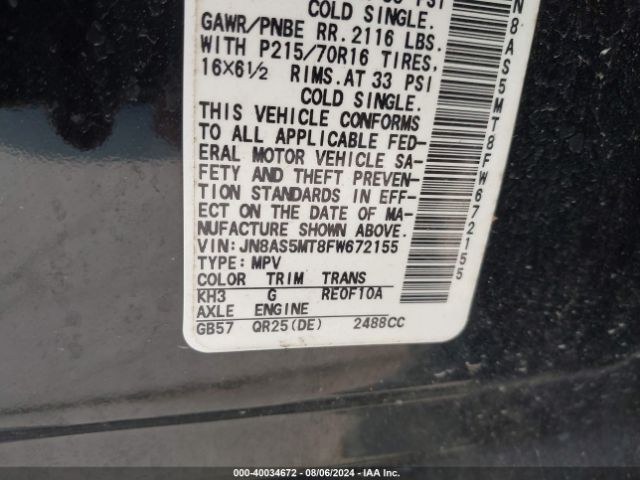 PSI
COLD SINGLE.
GAWR/PNBE RR. 2116 LBS.
WITH P215/70R16 TIRES,
16X6½ RIMS. AT 33 PSI
COLD SINGLE.
THIS VEHICLE CONFORMS
TO ALL APPLICABLE FED-
ERAL MOTOR VEHICLE SA-
FETY AND THEFT PREVEN-
TION STANDARDS IN EFF-
ECT ON THE DATE OF MA-
NUFACTURE SHOWN ABOVE.
VIN: JN8AS5MT8FW672155
TYPE: MPV
COLOR TRIM TRANS
KH3 G RE0F10A
AXLE ENGINE
GB57 QR25(DE) 2488CC
N8AS5MT8FW672155
000-40034672 - 08/06/2024 - IAA Inc.